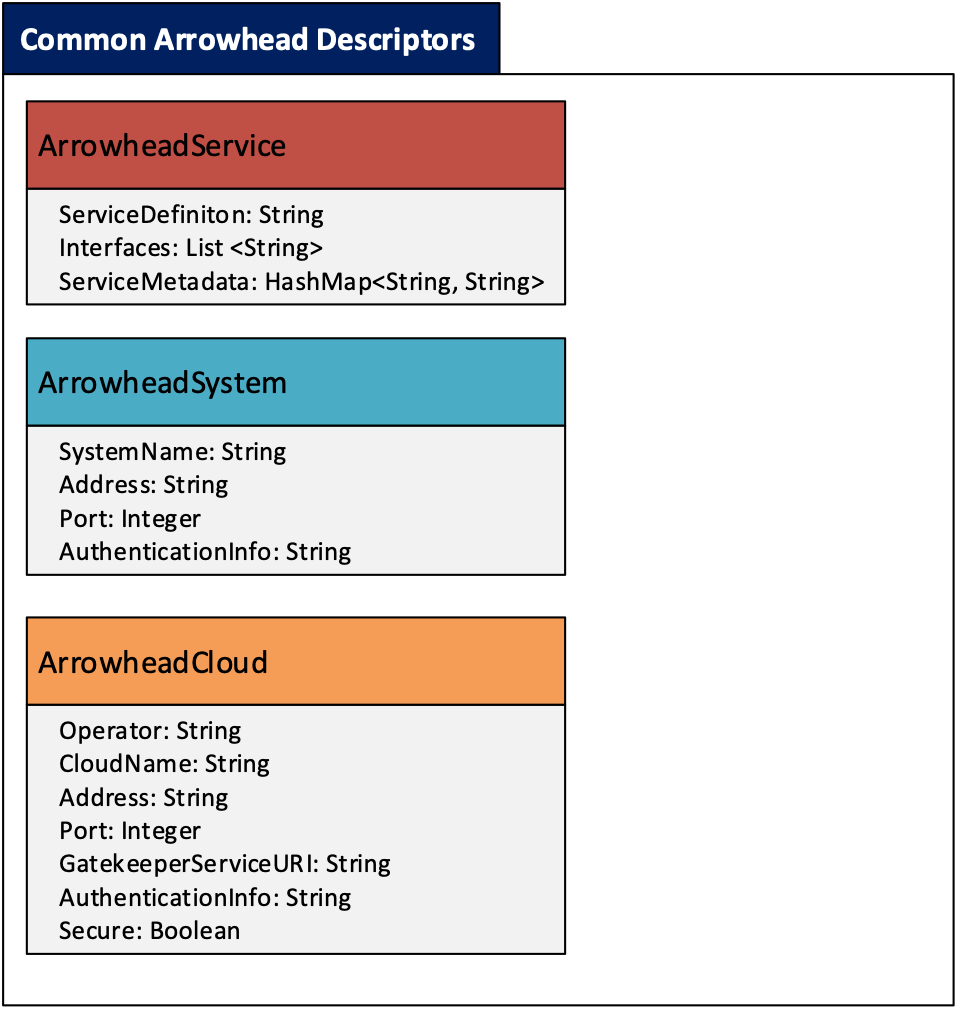 Common Arrowhead Descriptors
ArrowheadService
ServiceDefiniton: String
Interfaces: List <String>
ServiceMetadata: HashMap<String, String>
ArrowheadSystem
SystemName: String
Address: String
Port: Integer
AuthenticationInfo: String
ArrowheadCloud
Operator: String
CloudName: String
Address: String
Port: Integer
GatekeeperServiceURI: String
AuthenticationInfo: String
Secure: Boolean